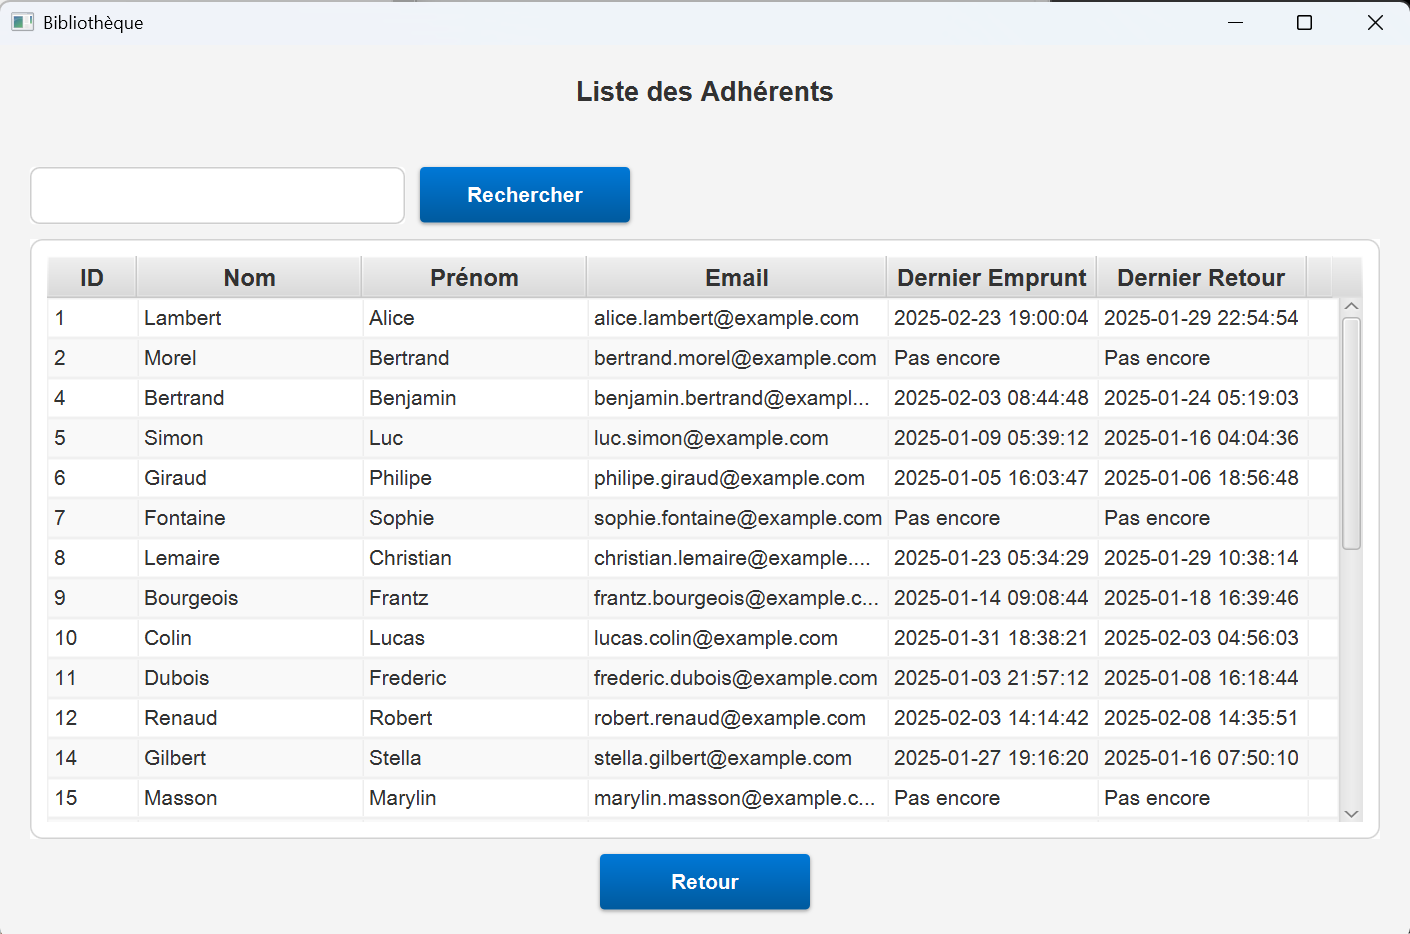 Bibliothèque
Liste des Adhérents
Rechercher
ID Nom Prénom Email Dernier Emprunt Dernier Retour
1 Lambert Alice alice.lambert@example.com 2025-02-23 19:00:04 2025-01-29 22:54:54
2 Morel Bertrand bertrand.morel@example.com Pas encore Pas encore
4 Bertrand Benjamin benjamin.bertrand@exampl... 2025-02-03 08:44:48 2025-01-24 05:19:03
5 Simon Luc luc.simon@example.com 2025-01-09 05:39:12 2025-01-16 04:04:36
6 Giraud Philipe philipe.giraud@example.com 2025-01-05 16:03:47 2025-01-06 18:56:48
7 Fontaine Sophie sophie.fontaine@example.com Pas encore Pas encore
8 Lemaire Christian christian.lemaire@example.... 2025-01-23 05:34:29 2025-01-29 10:38:14
9 Bourgeois Frantz frantz.bourgeois@example.c... 2025-01-14 09:08:44 2025-01-18 16:39:46
10 Colin Lucas lucas.colin@example.com 2025-01-31 18:38:21 2025-02-03 04:56:03
11 Dubois Frederic frederic.dubois@example.com 2025-01-03 21:57:12 2025-01-08 16:18:44
12 Renaud Robert robert.renaud@example.com 2025-02-03 14:14:42 2025-02-08 14:35:51
14 Gilbert Stella stella.gilbert@example.com 2025-01-27 19:16:20 2025-01-16 07:50:10
15 Masson Marylin marylin.masson@example.c... Pas encore Pas encore
Retour